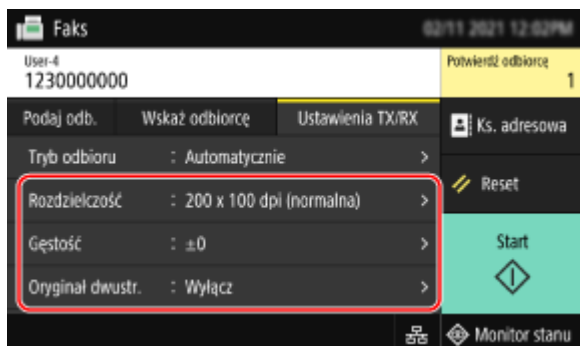 Faks
02/11 2021 12:02PM
User-4
1230000000
Potwierdź odbiorcę
1
Podaj odb.
Wskaż odbiorcę
Ustawienia TX/RX
Ks. adresowa
Tryb odbioru : Automatycznie
Reset
Rozdzielczość : 200 x 100 dpi (normalna)
Gęstość : ±0
Start
Oryginał dwustr. : Wyłącz
Monitor stanu